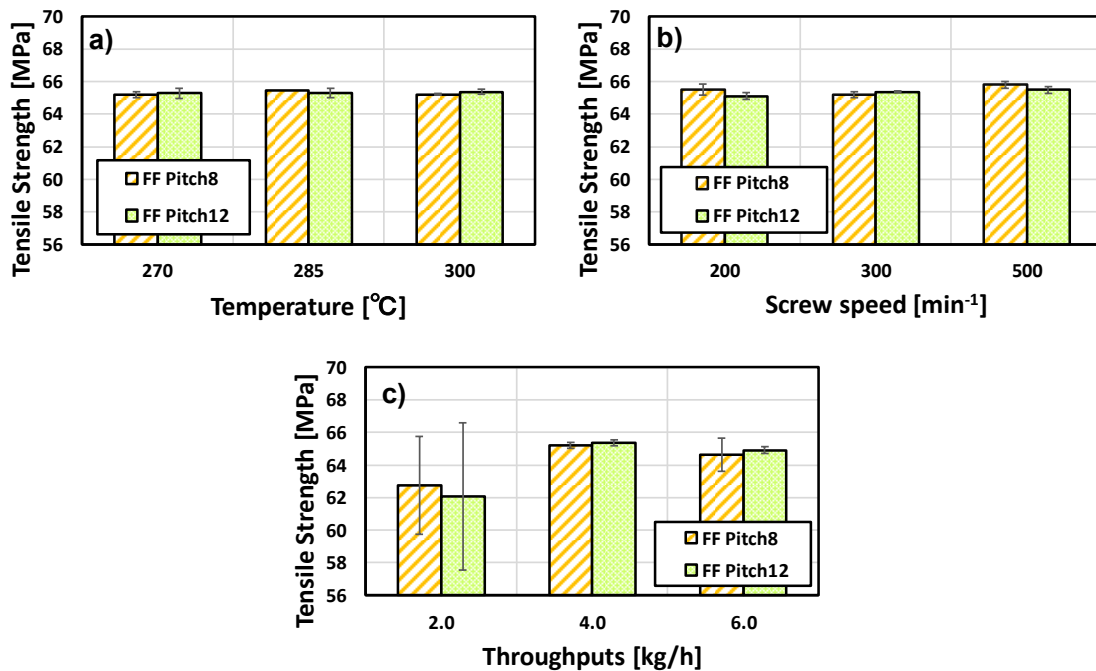 a)
Tensile Strength [MPa]
70
68
66
64
62
60
58
56
FF Pitch8
FF Pitch12
270 285 300
Temperature [℃]
b)
Tensile Strength [MPa]
70
68
66
64
62
60
58
56
FF Pitch8
FF Pitch12
200 300 500
Screw speed [min⁻¹]
c)
Tensile Strength [MPa]
70
68
66
64
62
60
58
56
FF Pitch8
FF Pitch12
2.0 4.0 6.0
Throughputs [kg/h]